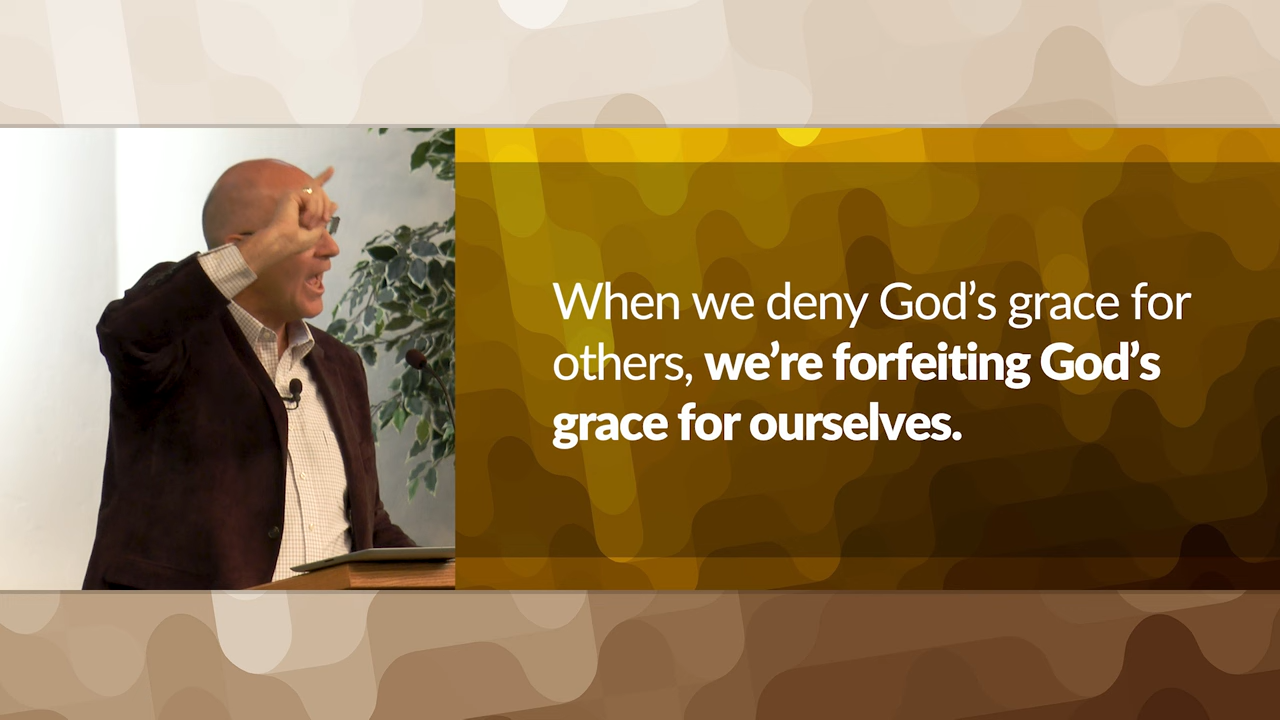 When we deny God’s grace for
others, we’re forfeiting God’s
grace for ourselves.